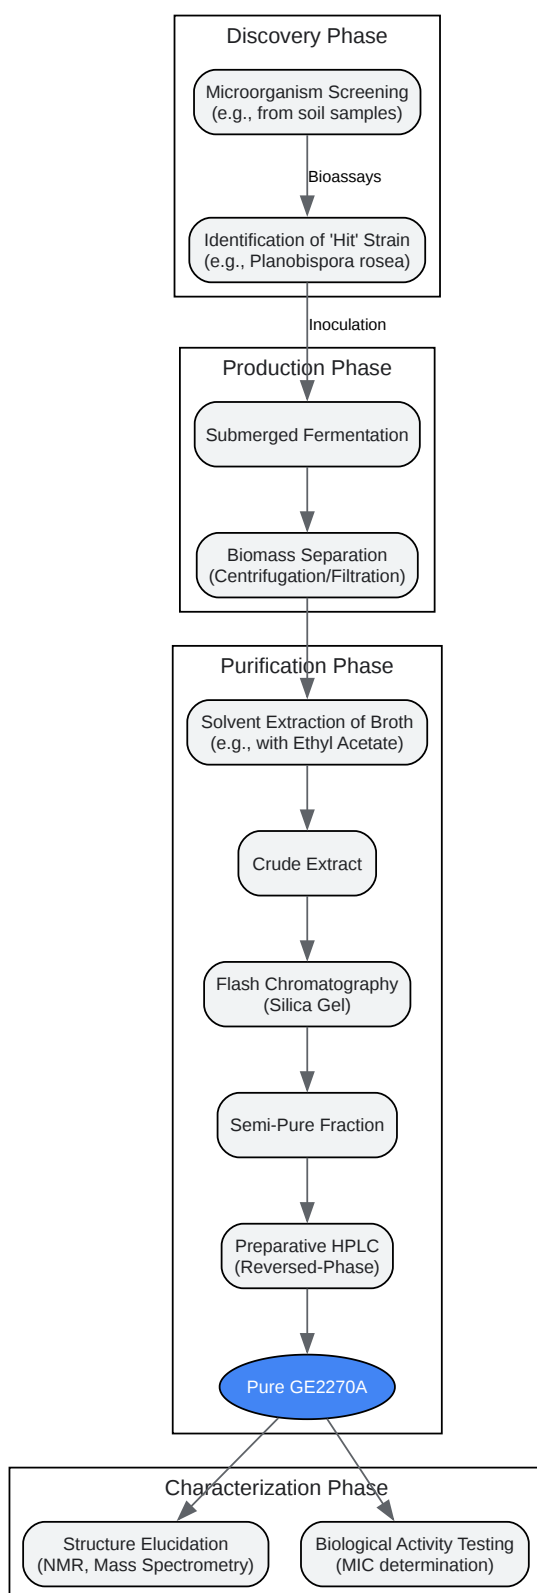 Discovery Phase
Microorganism Screening
(e.g., from soil samples)
Bioassays
Identification of 'Hit' Strain
(e.g., Planobispora rosea)
Inoculation
Production Phase
Submerged Fermentation
Biomass Separation
(Centrifugation/Filtration)
Purification Phase
Solvent Extraction of Broth
(e.g., with Ethyl Acetate)
Crude Extract
Flash Chromatography
(Silica Gel)
Semi-Pure Fraction
Preparative HPLC
(Reversed-Phase)
Pure GE2270A
Characterization Phase
Structure Elucidation
(NMR, Mass Spectrometry)
Biological Activity Testing
(MIC determination)